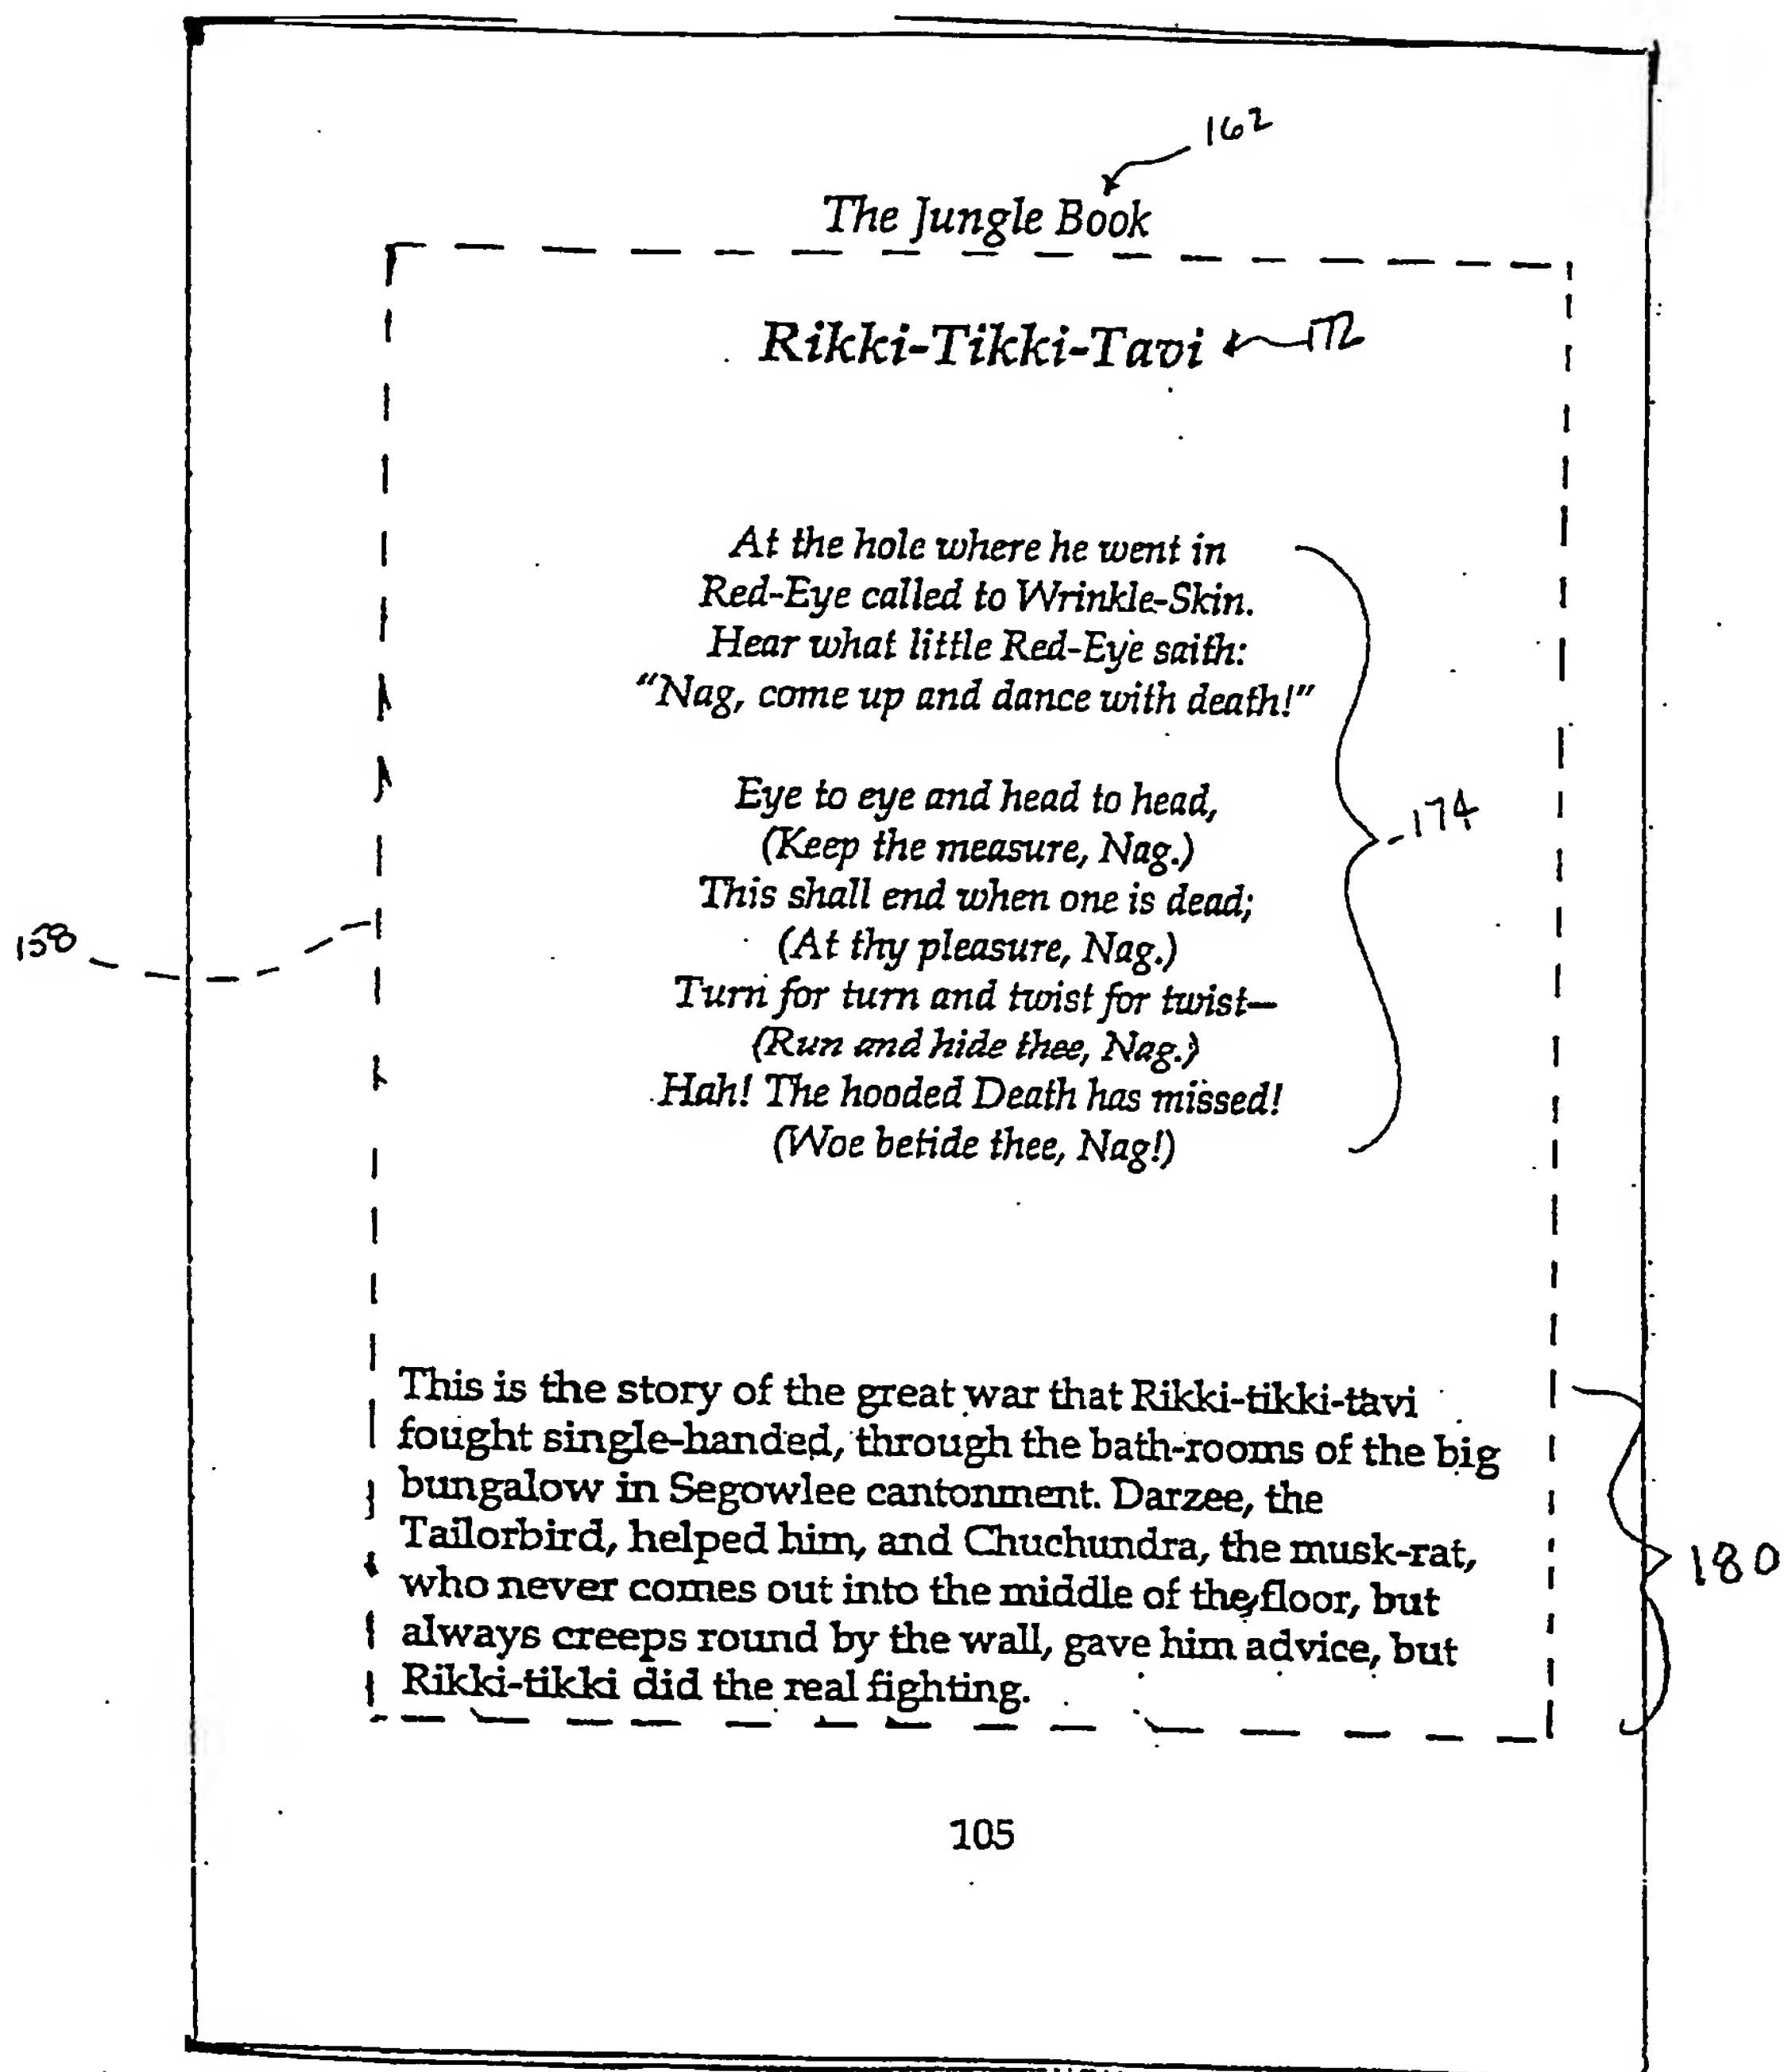 162
The Jungle Book
Rikki-Tikki-Tavi 172
At the hole where he went in
Red-Eye called to Wrinkle-Skin.
Hear what little Red-Eye saith:
“Nag, come up and dance with death!”
Eye to eye and head to head,
(Keep the measure, Nag.)
174
This shall end when one is dead;
158
(At thy pleasure, Nag.)
Turn for turn and twist for twist—
(Run and hide thee, Nag.)
Hah! The hooded Death has missed!
(Woe betide thee, Nag!)
This is the story of the great war that Rikki-tikki-tavi
fought single-handed, through the bath-rooms of the big
bungalow in Segowlee cantonment. Darzee, the
Tailorbird, helped him, and Chuchundra, the musk-rat,
180
who never comes out into the middle of the floor, but
always creeps round by the wall, gave him advice, but
Rikki-tikki did the real fighting.
105